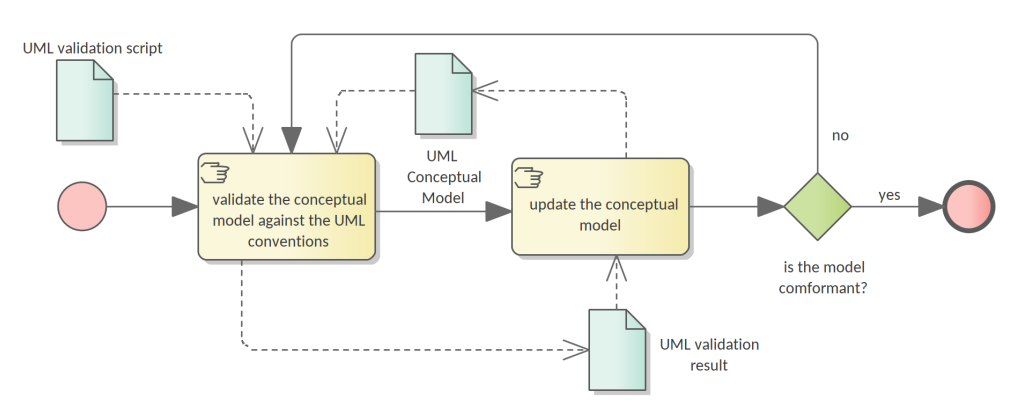 UML validation script
UML
Conceptual
Model
no
validate the conceptual
model against the UML
conventions
update the conceptual
model
yes
is the model
comformant?
UML validation
result